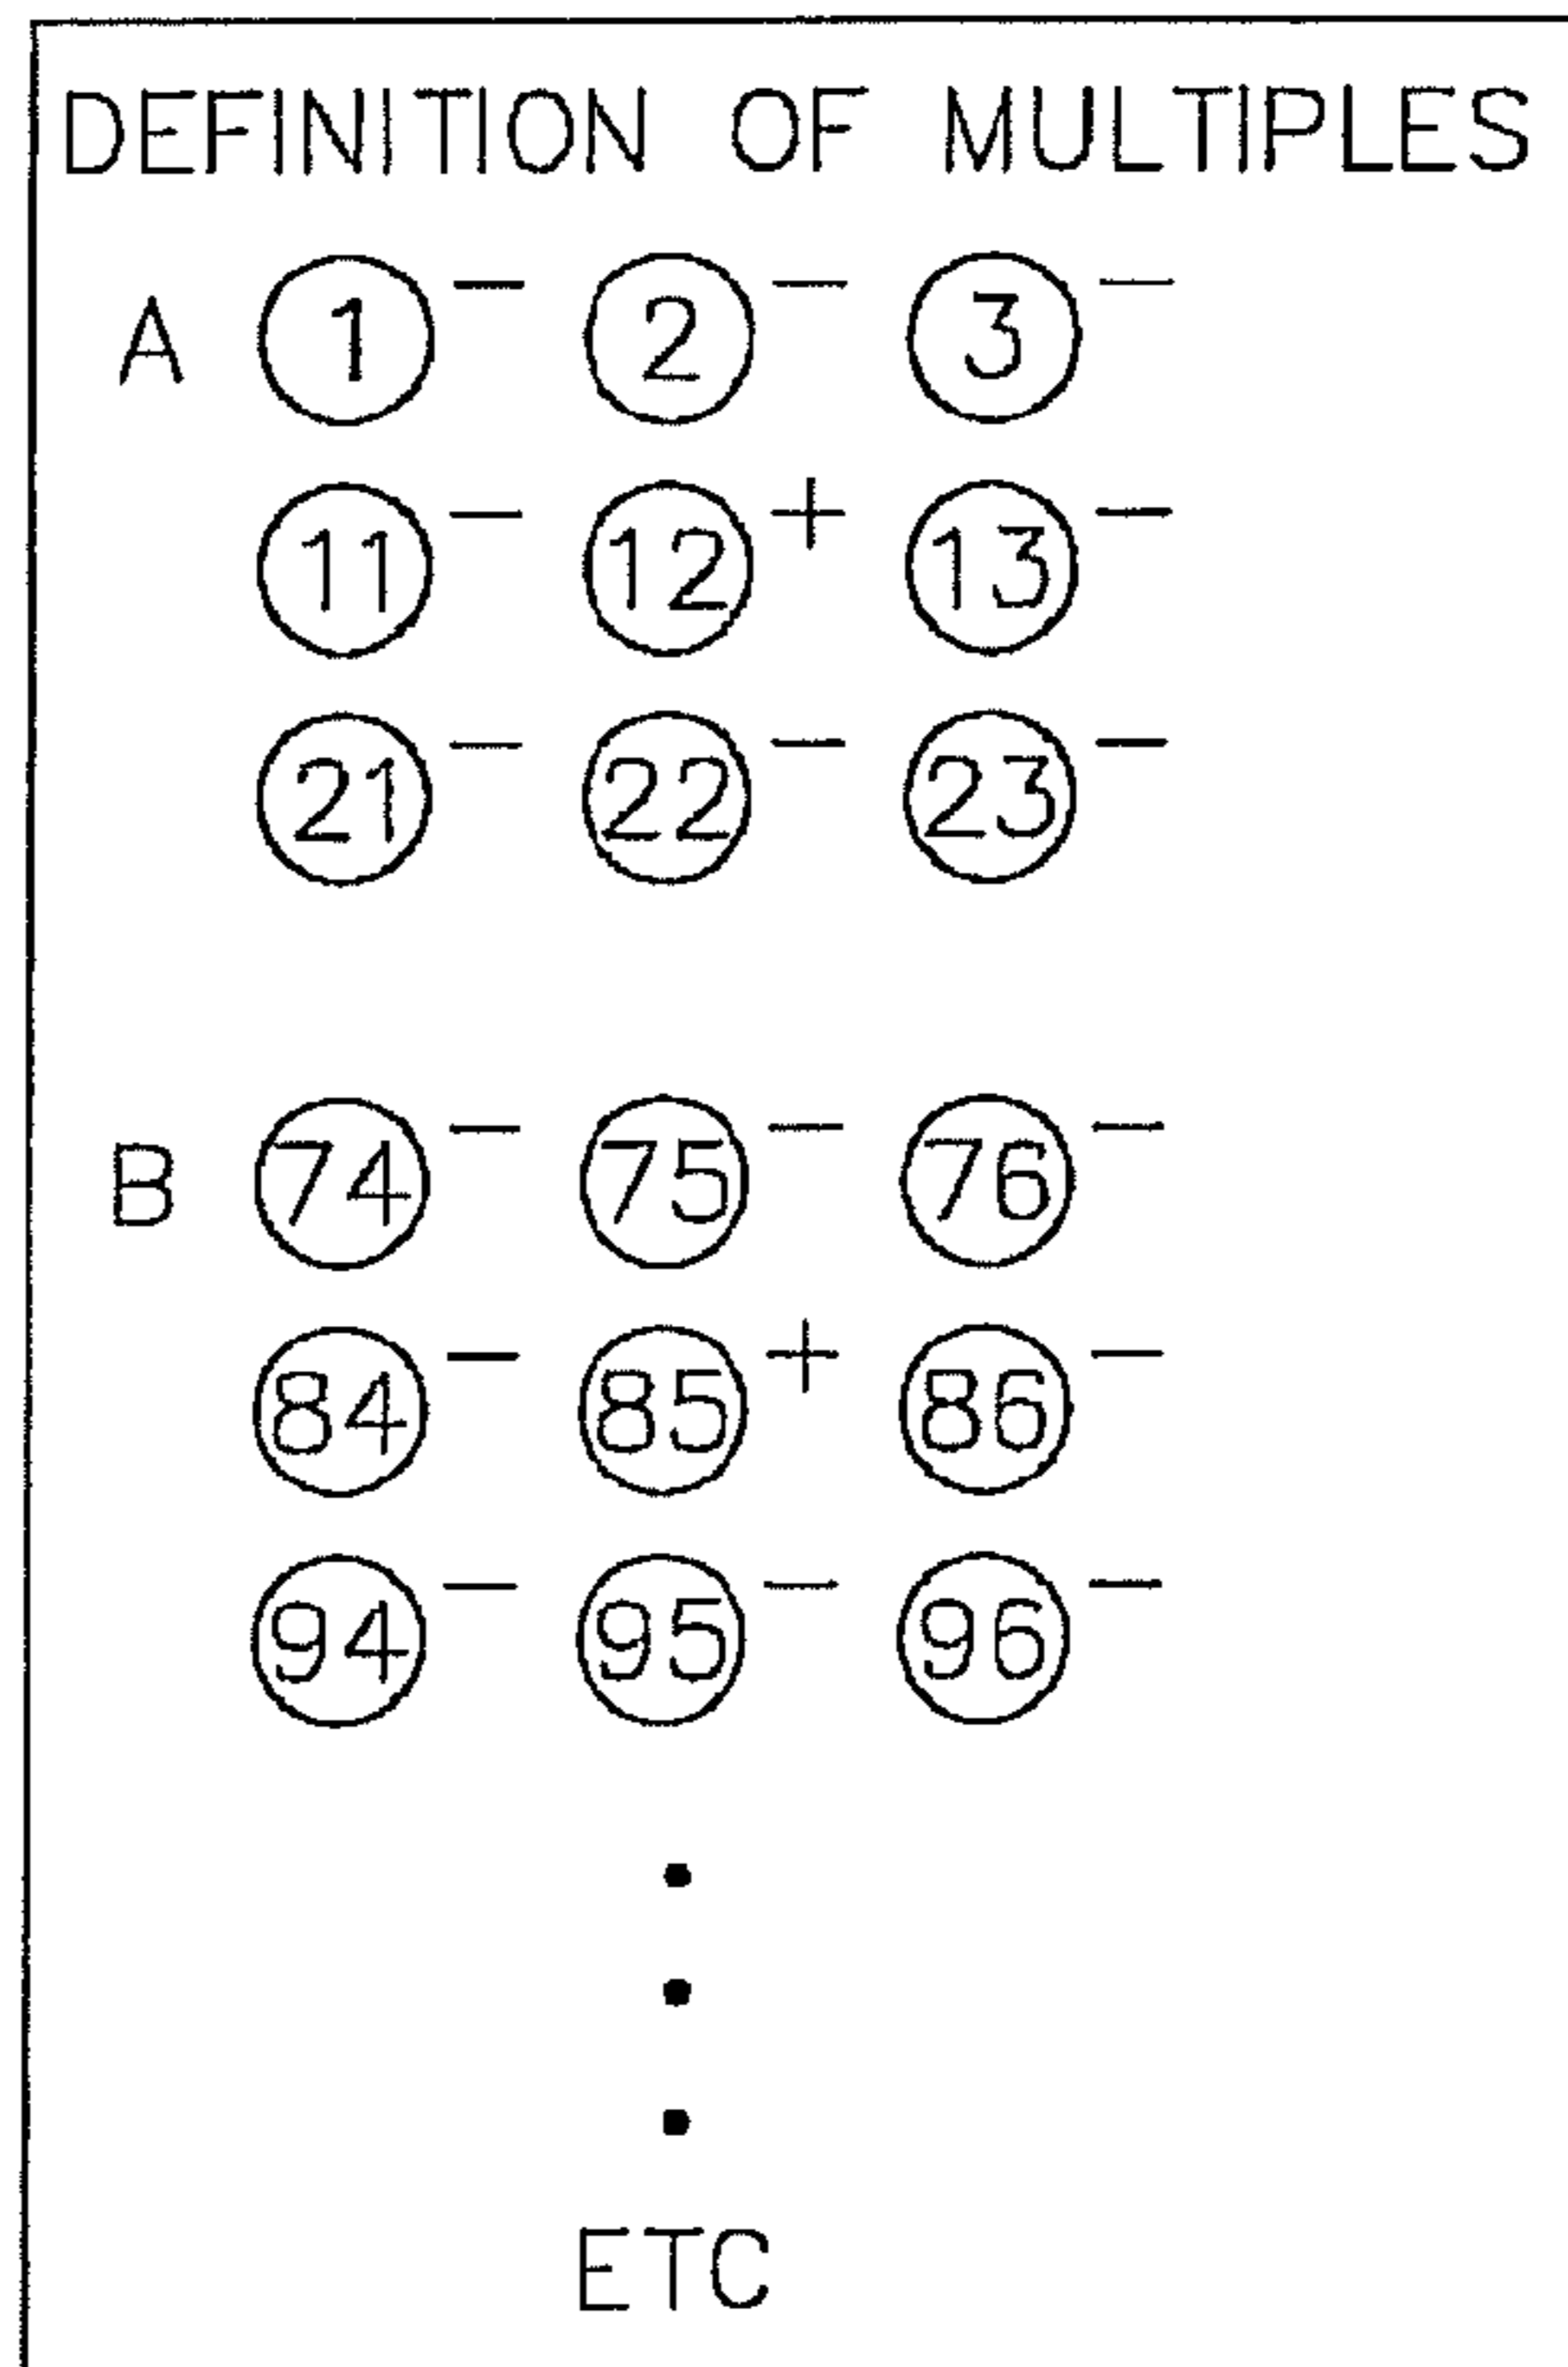 DEFINITION OF MULTIPLES
A 1 − 2 − 3 −
11 − 12 + 13 −
21 − 22 − 23 −
B 74 − 75 − 76 −
84 − 85 + 86 −
94 − 95 − 96 −
ETC